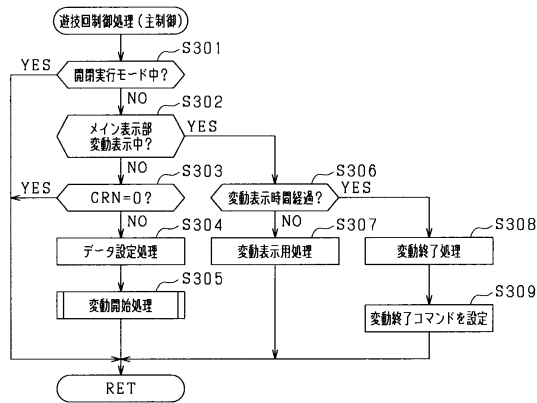 遊技回制御処理(主制御)
S301
YES
開閉実行モード中?
NO
S302
メイン表示部
変動表示中?
YES
NO
S303
YES
CRN=0?
NO
S306
変動表示時間経過?
YES
NO
S304
データ設定処理
S307
変動表示用処理
S308
変動終了処理
S305
変動開始処理
S309
変動終了コマンドを設定
RET